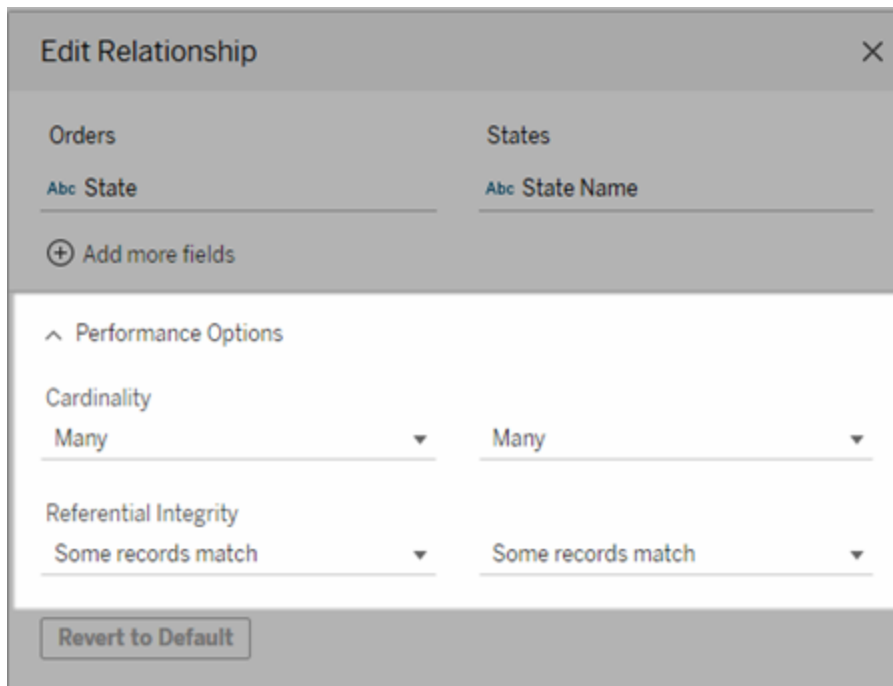 Edit Relationship
Orders States
Abc State Abc State Name
Add more fields
Performance Options
Cardinality
Many Many
Referential Integrity
Some records match Some records match
Revert to Default